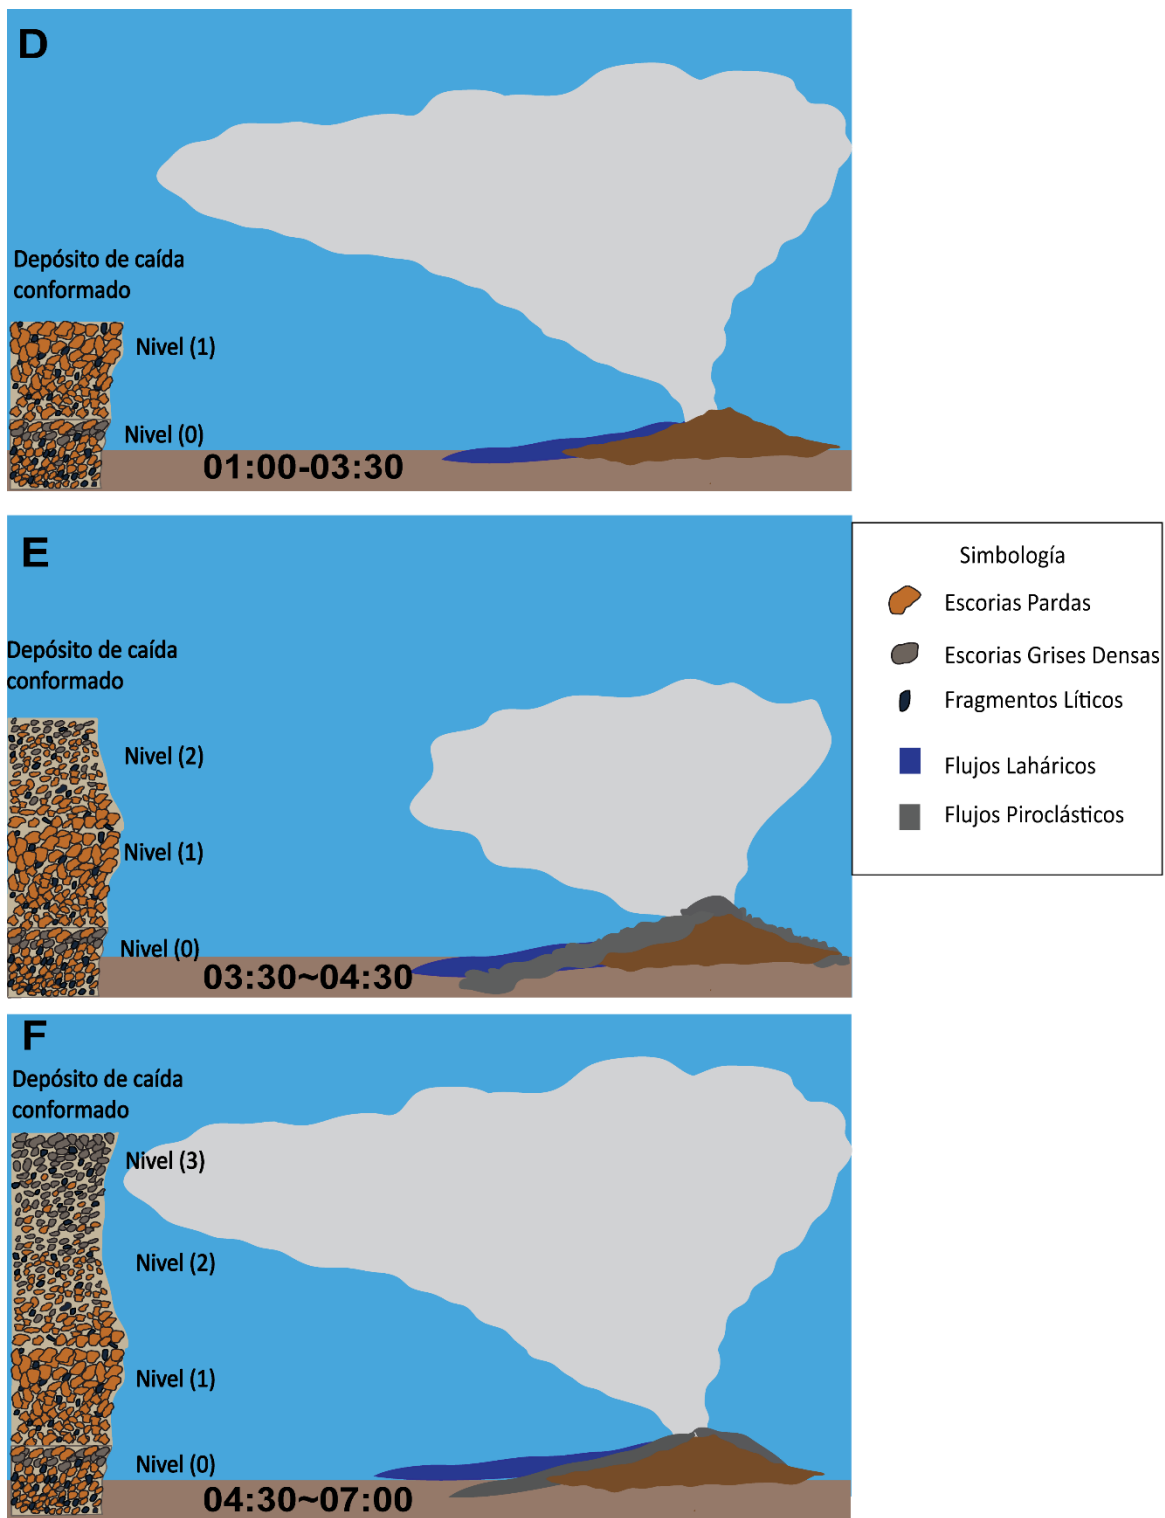 D
Depósito de caída
conformado
Nivel (1)
Nivel (0)
01:00-03:30
E
Depósito de caída
conformado
Nivel (2)
Nivel (1)
Nivel (0)
03:30~04:30
Simbología
Escorias Pardas
Escorias Grises Densas
Fragmentos Líticos
Flujos Laháricos
Flujos Piroclásticos
F
Depósito de caída
conformado
Nivel (3)
Nivel (2)
Nivel (1)
Nivel (0)
04:30~07:00